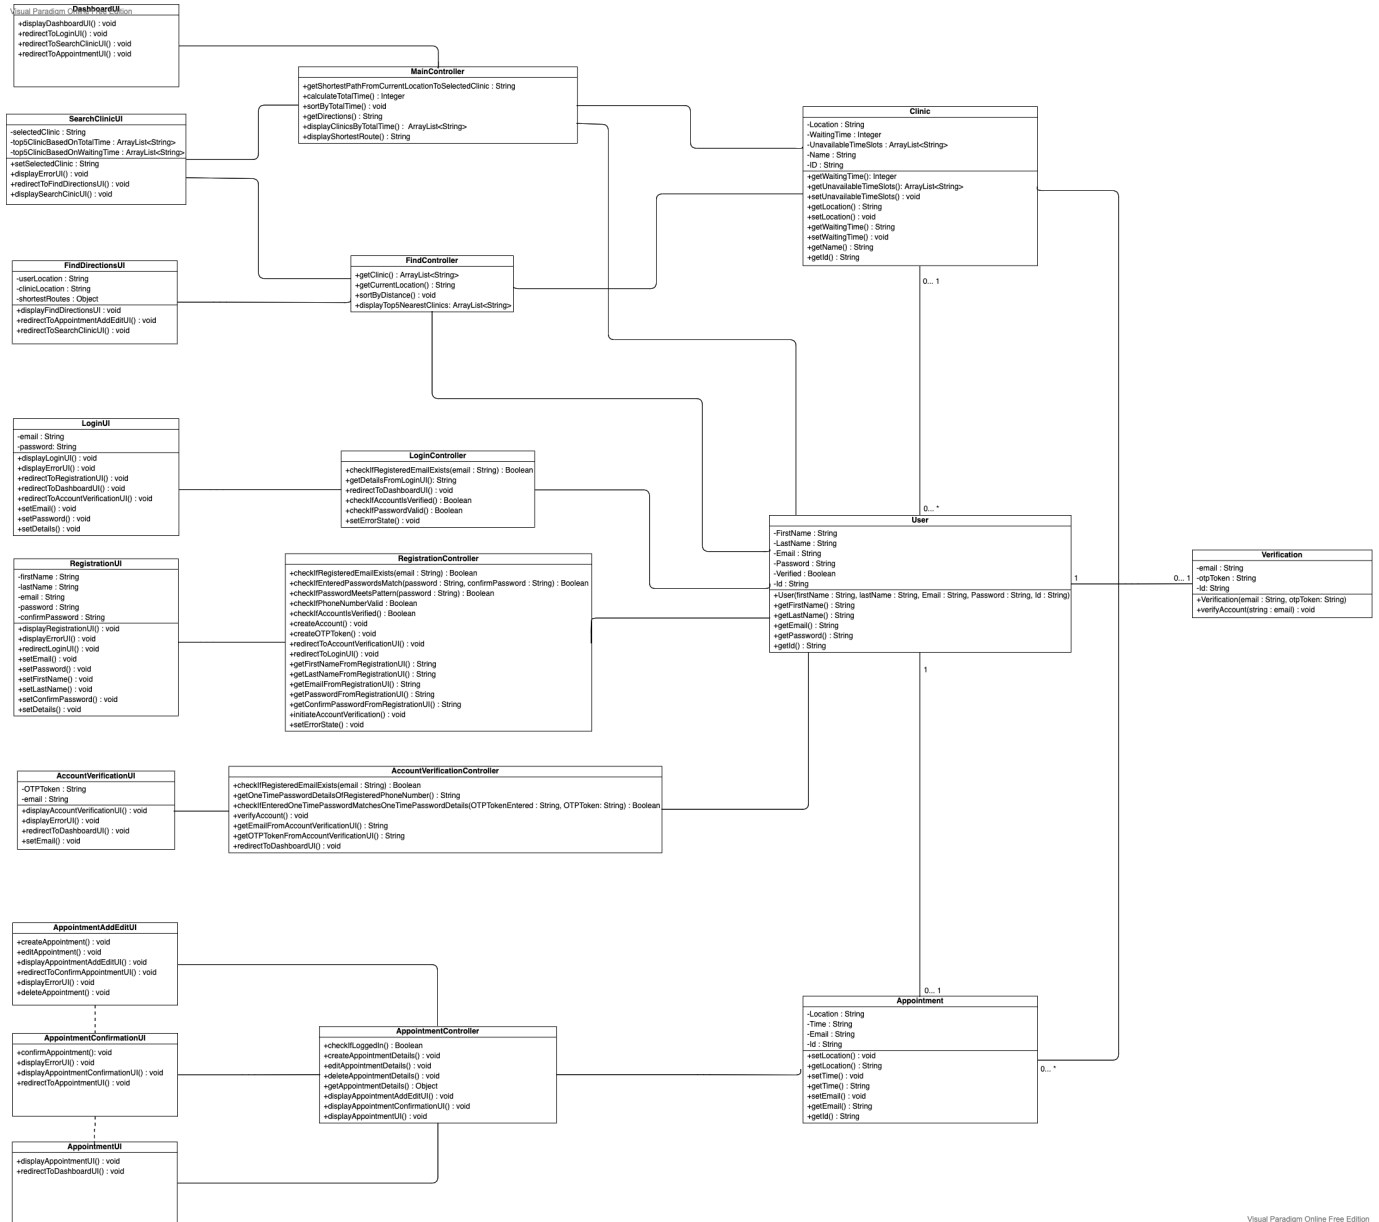 Visual Paradigm Online Free Edition
DashboardUI
+displayDashboardUI() : void
+redirectToLoginUI() : void
+redirectToSearchClinicUI() : void
+redirectToAppointmentUI() : void
MainController
+getShortestPathFromCurrentLocationToSelectedClinic : String
+calculateTotalTime() : Integer
+sortByTotalTime() : void
+getDirections() : String
+displayClinicsByTotalTime() : ArrayList<String>
+displayShortestRoute() : String
SearchClinicUI
-selectedClinic : String
-top5ClinicBasedOnTotalTime : ArrayList<String>
-top5ClinicBasedOnWaitingTime : ArrayList<String>
+setSelectedClinic : String
+displayErrorUI() : void
+redirectToFindDirectionsUI() : void
+displaySearchClinicUI() : void
Clinic
-Location : String
-WaitingTime : Integer
-UnavailableTimeSlots : ArrayList<String>
-Name : String
-ID : String
+getWaitingTime(): Integer
+getUnavailableTimeSlots(): ArrayList<String>
+setUnavailableTimeSlots() : void
+getLocation() : String
+setLocation() : void
+getWaitingTime() : String
+setWaitingTime() : void
+getName() : String
+getId() : String
0... 1
0... *
FindDirectionsUI
-userLocation : String
-clinicLocation : String
-shortestRoutes : Object
+displayFindDirectionsUI : void
+redirectToAppointmentAddEditUI() : void
+redirectToSearchClinicUI() : void
FindController
+getClinic() : ArrayList<String>
+getCurrentLocation() : String
+sortByDistance() : void
+displayTop5NearestClinics: ArrayList<String>
LoginUI
-email : String
-password: String
+displayLoginUI() : void
+displayErrorUI() : void
+redirectToRegistrationUI() : void
+redirectToDashboardUI() : void
+redirectToAccountVerificationUI() : void
+setEmail() : void
+setPassword() : void
+setDetails() : void
LoginController
+checkIfRegisteredEmailExists(email : String) : Boolean
+getDetailsFromLoginUI: String
+redirectToDashboardUI() : void
+checkIfAccountIsVerified() : Boolean
+checkIfPasswordValid() : Boolean
+setErrorState() : void
User
-FirstName : String
-LastName : String
-Email : String
-Password : String
-Verified : Boolean
-Id : String
+User(firstName : String, lastName : String, Email : String, Password : String, Id : String)
+getFirstName() : String
+getLastName() : String
+getEmail() : String
+getPassword() : String
+getId() : String
1
0... 1
Verification
-email : String
-otpToken : String
-Id: String
+Verification(email : String, otpToken: String)
+verifyAccount(string : email) : void
RegistrationUI
-firstName : String
-lastName : String
-email : String
-password : String
-confirmPassword : String
+displayRegistrationUI() : void
+displayErrorUI() : void
+redirectLoginUI() : void
+setEmail() : void
+setPassword() : void
+setFirstName() : void
+setLastName() : void
+setConfirmPassword() : void
+setDetails() : void
RegistrationController
+checkIfRegisteredEmailExists(email : String) : Boolean
+checkIfEnteredPasswordsMatch(password : String, confirmPassword : String) : Boolean
+checkIfPasswordMeetsPattern(password : String) : Boolean
+checkIfPhoneNumberValid : Boolean
+checkIfAccountIsVerified() : Boolean
+createAccount() : void
+createOTPToken() : void
+redirectToAccountVerificationUI() : void
+redirectToLoginUI() : void
+getFirstNameFromRegistrationUI() : String
+getLastNameFromRegistrationUI() : String
+getEmailFromRegistrationUI() : String
+getPasswordFromRegistrationUI() : String
+getConfirmPasswordFromRegistrationUI() : String
+initiateAccountVerification() : void
+setErrorState() : void
1
AccountVerificationUI
-OTPToken : String
-email : String
+displayAccountVerificationUI() : void
+displayErrorUI() : void
+redirectToDashboardUI() : void
+setEmail() : void
AccountVerificationController
+checkIfRegisteredEmailExists(email : String) : Boolean
+getOneTimePasswordDetailsOfRegisteredPhoneNumber() : String
+checkIfEnteredOneTimePasswordMatchesOneTimePasswordDetails(OTPTokenEntered : String, OTPToken: String) : Boolean
+verifyAccount() : void
+getEmailFromAccountVerificationUI() : String
+getOTPTokenFromAccountVerificationUI() : String
+redirectToDashboardUI() : void
AppointmentAddEditUI
+createAppointment() : void
+editAppointment() : void
+displayAppointmentAddEditUI() : void
+redirectToConfirmAppointmentUI() : void
+displayErrorUI() : void
+deleteAppointment() : void
0... 1
Appointment
-Location : String
-Time : String
-Email : String
-Id : String
+setLocation() : void
+getLocation() : String
+setTime() : void
+getTime() : String
+setEmail() : void
+getEmail() : String
+getId() : String
0... *
AppointmentConfirmationUI
+confirmAppointment(): void
+displayErrorUI() : void
+displayAppointmentConfirmationUI() : void
+redirectToAppointmentUI() : void
AppointmentController
+checkIfLoggedIn() : Boolean
+createAppointmentDetails() : void
+editAppointmentDetails() : void
+deleteAppointmentDetails() : void
+getAppointmentDetails() : Object
+displayAppointmentAddEditUI() : void
+displayAppointmentConfirmationUI() : void
+displayAppointmentUI() : void
AppointmentUI
+displayAppointmentUI() : void
+redirectToDashboardUI() : void
Visual Paradigm Online Free Edition